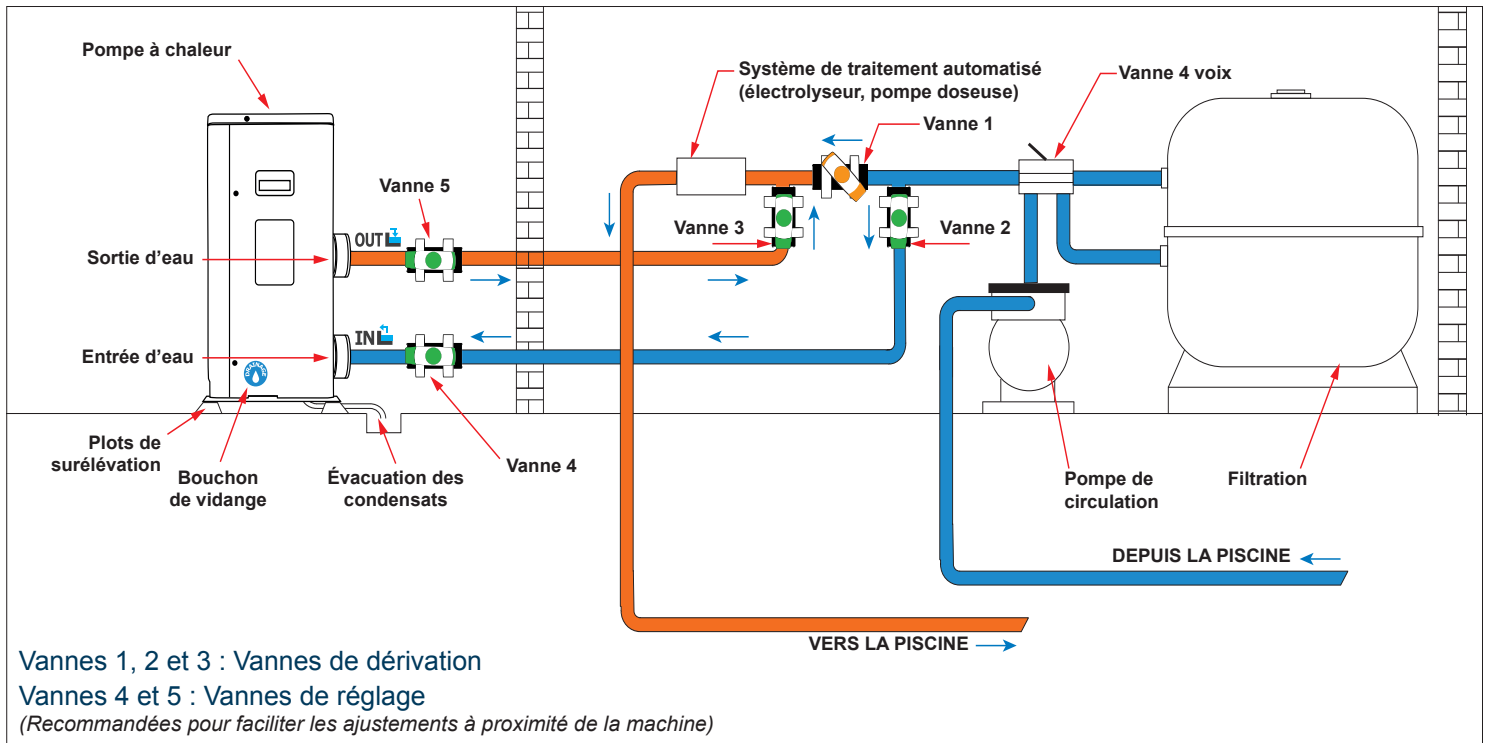 Pompe à chaleur
Système de traitement automatisé
(électrolyseur, pompe doseuse)
Vanne 4 voix
Vanne 1
Vanne 5
Vanne 3
Vanne 2
OUT
Sortie d'eau
IN
Entrée d'eau
DRAINAGE
Plots de
surélévation
Bouchon
de vidange
Évacuation des
condensats
Vanne 4
Pompe de
circulation
Filtration
DEPUIS LA PISCINE
VERS LA PISCINE
Vannes 1, 2 et 3 : Vannes de dérivation
Vannes 4 et 5 : Vannes de réglage
(Recommandées pour faciliter les ajustements à proximité de la machine)